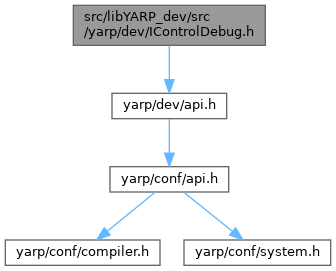 src/libYARP_dev/src
/yarp/dev/IControlDebug.h
yarp/dev/api.h
yarp/conf/api.h
yarp/conf/compiler.h
yarp/conf/system.h